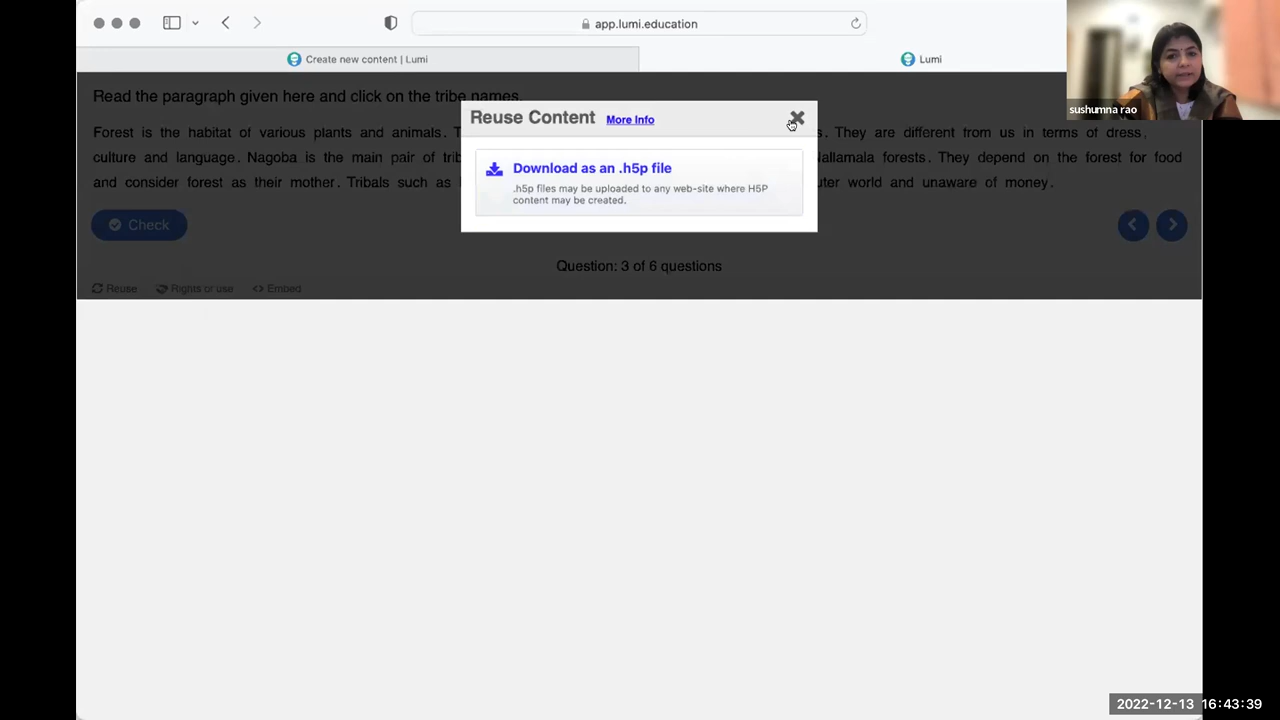 app.lumi.education
Create new content | Lumi
Lumi
sushumna rao
Read the paragraph given here and click on the tribe names.
Reuse Content More Info
Forest is the habitat of various plants and animals. T s. They are different from us in terms of dress,
Download as an .h5p file
culture and language. Nagoba is the main pair of trib Nallamala forests. They depend on the forest for food
.h5p files may be uploaded to any web-site where H5P
content may be created.
and consider forest as their mother. Tribals such as uter world and unaware of money.
Check
Question: 3 of 6 questions
Reuse Rights or use <> Embed
2022-12-13 16:43:39